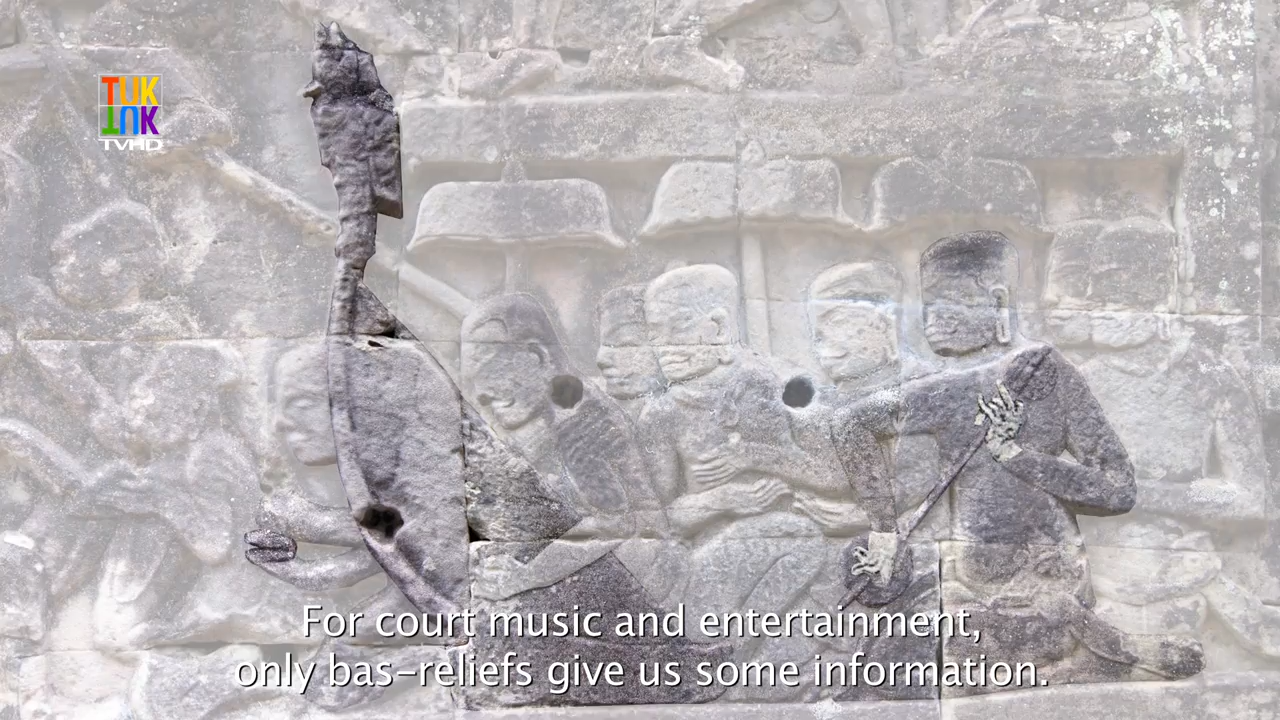 TUK
TUK
TVHD
For court music and entertainment,
only bas-reliefs give us some information.